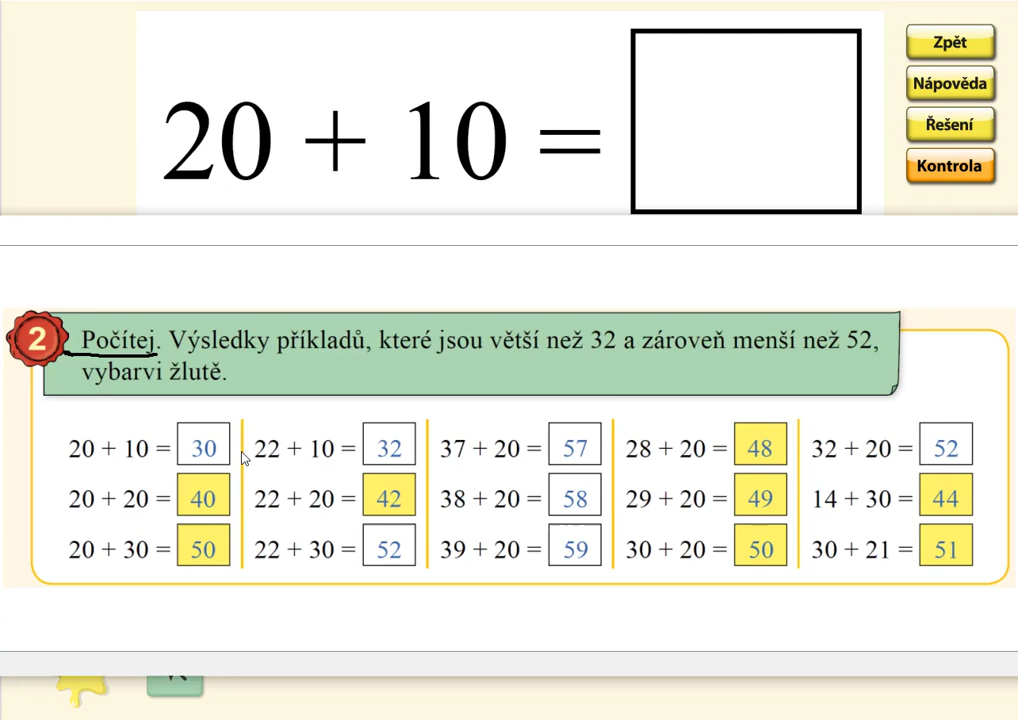 20 + 10 =
Zpět
Nápověda
Řešení
Kontrola
2 Počítej. Výsledky příkladů, které jsou větší než 32 a zároveň menší než 52,
vybarvi žlutě.
20 + 10 = 30 22 + 10 = 32 37 + 20 = 57 28 + 20 = 48 32 + 20 = 52
20 + 20 = 40 22 + 20 = 42 38 + 20 = 58 29 + 20 = 49 14 + 30 = 44
20 + 30 = 50 22 + 30 = 52 39 + 20 = 59 30 + 20 = 50 30 + 21 = 51